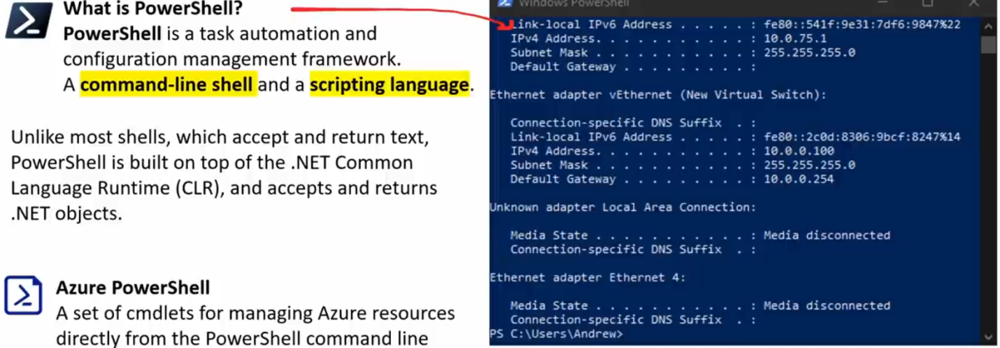 What is PowerShell?
PowerShell is a task automation and
configuration management framework.
A command-line shell and a scripting language.
Unlike most shells, which accept and return text,
PowerShell is built on top of the .NET Common
Language Runtime (CLR), and accepts and returns
.NET objects.
Azure PowerShell
A set of cmdlets for managing Azure resources
directly from the PowerShell command line
Windows PowerShell
Link-local IPv6 Address . . . . . : fe80::541f:9e31:7df6:9847%22
IPv4 Address. . . . . . . . . . . : 10.0.75.1
Subnet Mask . . . . . . . . . . . : 255.255.255.0
Default Gateway . . . . . . . . . :
Ethernet adapter vEthernet (New Virtual Switch):
Connection-specific DNS Suffix  . :
Link-local IPv6 Address . . . . . : fe80::2c0d:8306:9bcf:8247%14
IPv4 Address. . . . . . . . . . . : 10.0.0.100
Subnet Mask . . . . . . . . . . . : 255.255.255.0
Default Gateway . . . . . . . . . : 10.0.0.254
Unknown adapter Local Area Connection:
Media State . . . . . . . . . . . : Media disconnected
Connection-specific DNS Suffix  . :
Ethernet adapter Ethernet 4:
Media State . . . . . . . . . . . : Media disconnected
Connection-specific DNS Suffix  . :
PS C:\Users\Andrew>